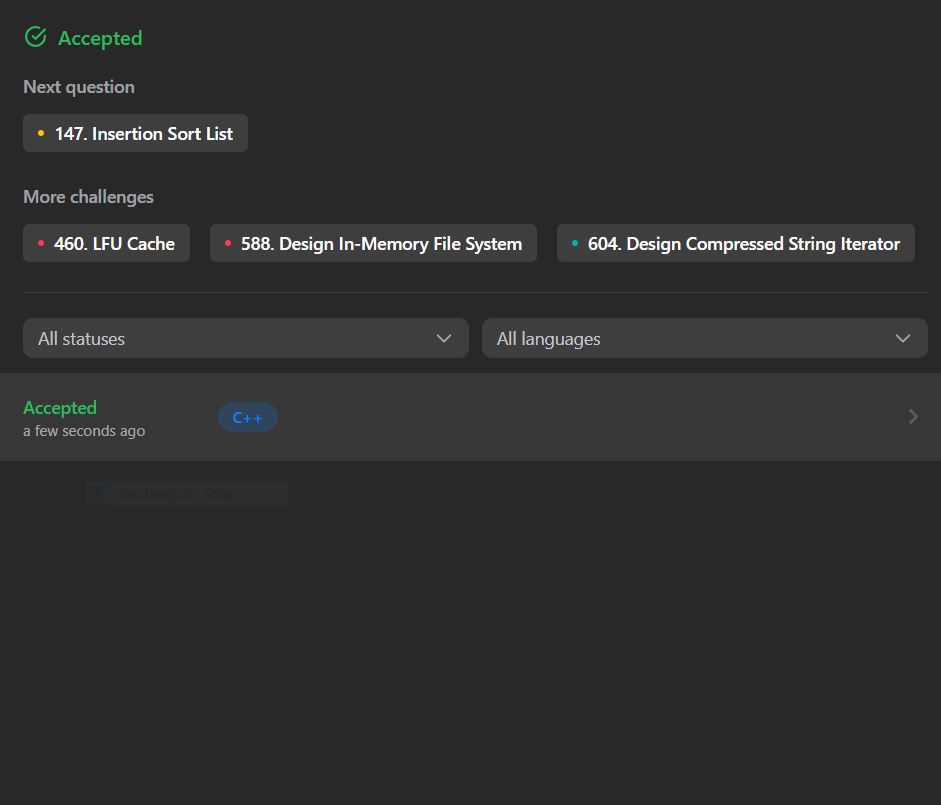 Accepted
Next question
147. Insertion Sort List
More challenges
460. LFU Cache
588. Design In-Memory File System
604. Design Compressed String Iterator
All statuses
All languages
Accepted
C++
a few seconds ago
Rectangular Snip